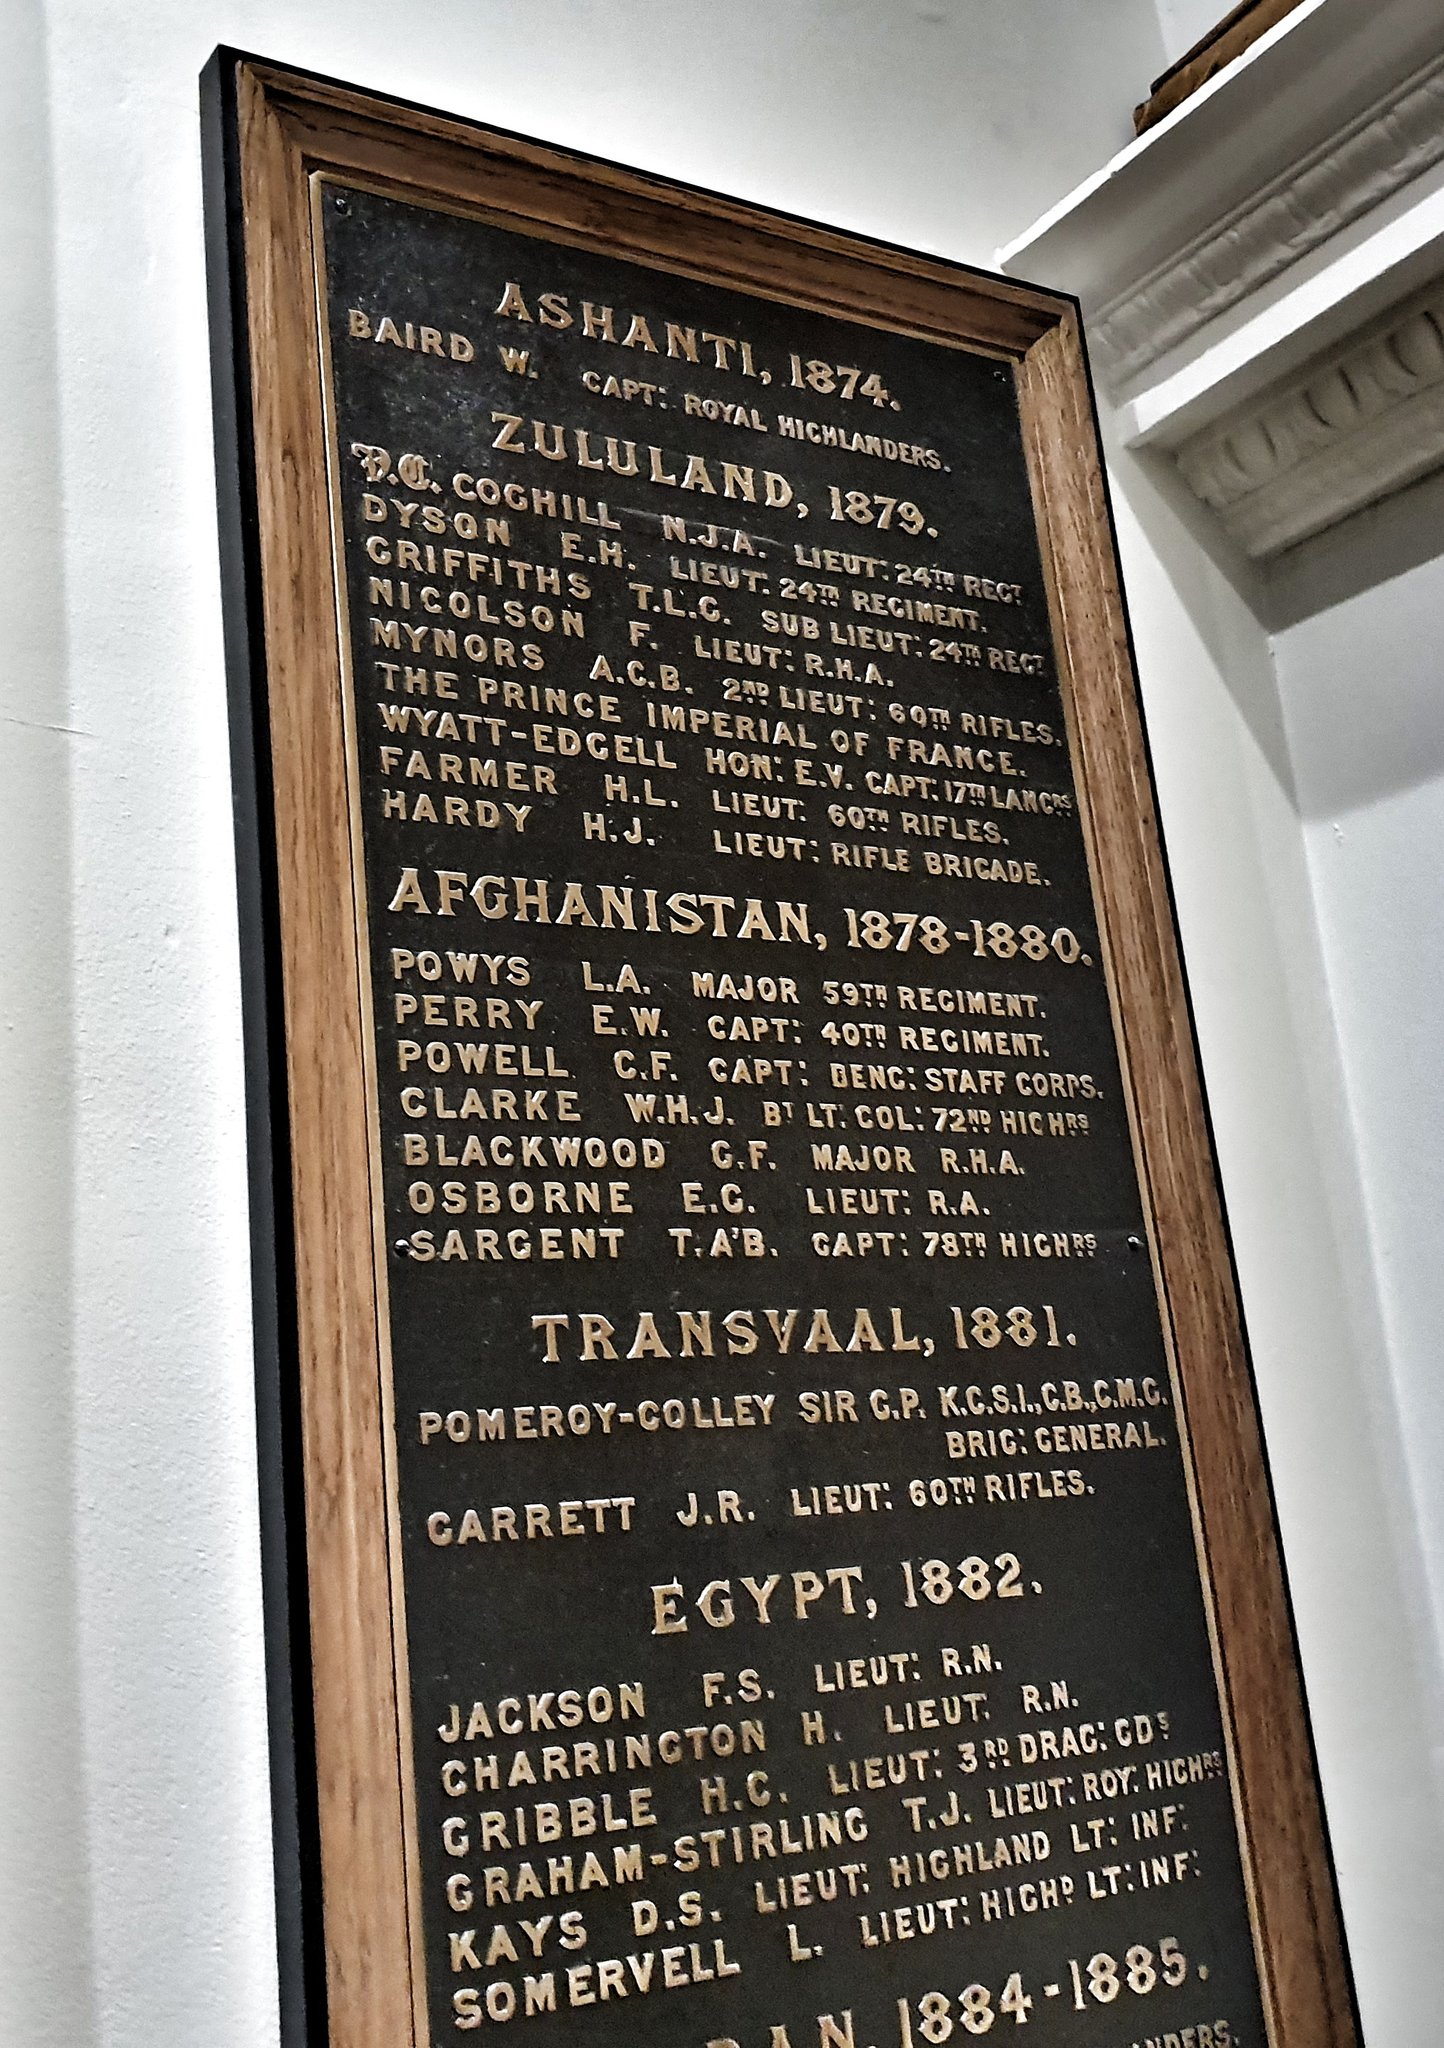 ASHANTI, 1874.
BAIRD W. CAPT: ROYAL HIGHLANDERS.
ZULULAND, 1879.
V.C. COGHILL N.J.A. LIEUT: 24TH REGT
DYSON E.H. LIEUT: 24TH REGIMENT.
GRIFFITHS T.L.G. SUB LIEUT: 24TH REGT
NICOLSON F. LIEUT: R.H.A.
MYNORS A.C.B. 2ND LIEUT: 60TH RIFLES.
THE PRINCE IMPERIAL OF FRANCE.
WYATT-EDGELL HON: E.V. CAPT: 17TH LANCRS
FARMER H.L. LIEUT: 60TH RIFLES.
HARDY H.J. LIEUT: RIFLE BRIGADE.
AFGHANISTAN, 1878-1880.
POWYS L.A. MAJOR 59TH REGIMENT.
PERRY E.W. CAPT: 40TH REGIMENT.
POWELL C.F. CAPT: BENG: STAFF CORPS.
CLARKE W.H.J. BT LT: COL: 72ND HIGHRS
BLACKWOOD G.F. MAJOR R.H.A.
OSBORNE E.G. LIEUT: R.A.
SARGENT T.A'B. CAPT: 78TH HIGHRS
TRANSVAAL, 1881.
POMEROY-COLLEY SIR G.P. K.C.S.I., C.B., C.M.G.
BRIG: GENERAL.
GARRETT J.R. LIEUT: 60TH RIFLES.
EGYPT, 1882.
JACKSON F.S. LIEUT: R.N.
CHARRINGTON H. LIEUT: R.N.
GRIBBLE H.C. LIEUT: 3RD DRAG: GDS
GRAHAM-STIRLING T.J. LIEUT: ROY: HIGHRS
KAYS D.S. LIEUT: HIGHLAND LT: INF:
SOMERVELL L. LIEUT: HIGHD LT: INF:
1884-1885.